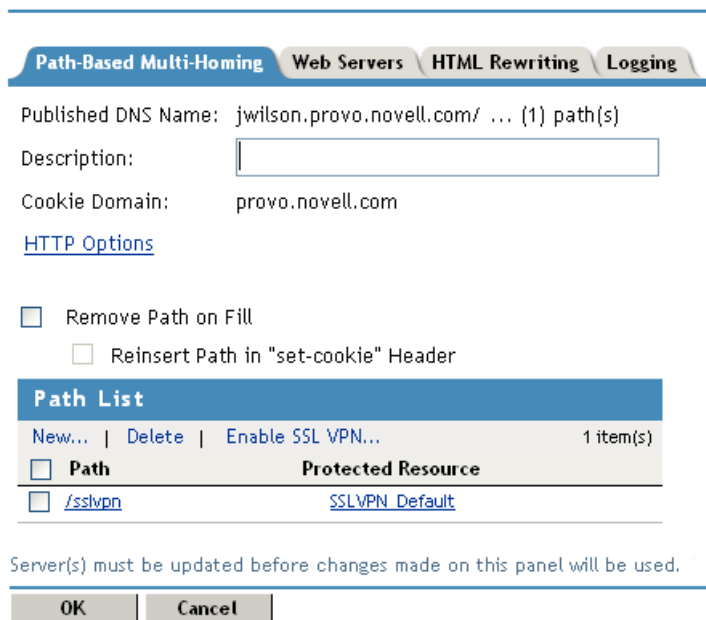 Path-Based Multi-Homing Web Servers HTML Rewriting Logging
Published DNS Name: jwilson.provo.novell.com/ ... (1) path(s)
Description:
Cookie Domain: provo.novell.com
HTTP Options
Remove Path on Fill
Reinsert Path in "set-cookie" Header
Path List
New... | Delete | Enable SSL VPN... 1 item(s)
Path Protected Resource
/sslvpn SSLVPN_Default
Server(s) must be updated before changes made on this panel will be used.
OK Cancel